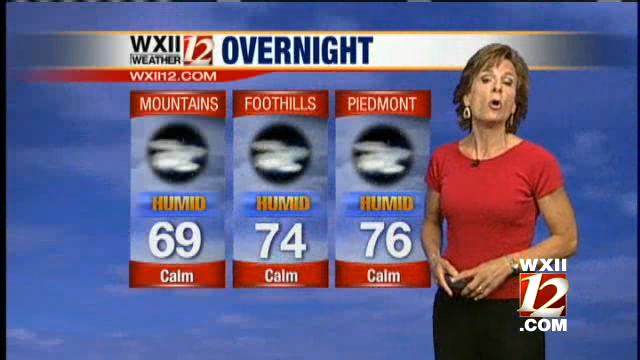 WXII 12 OVERNIGHT
WEATHER
WXII12.COM
MOUNTAINS FOOTHILLS PIEDMONT
HUMID HUMID HUMID
69 74 76
Calm Calm Calm
WXII
12
.COM